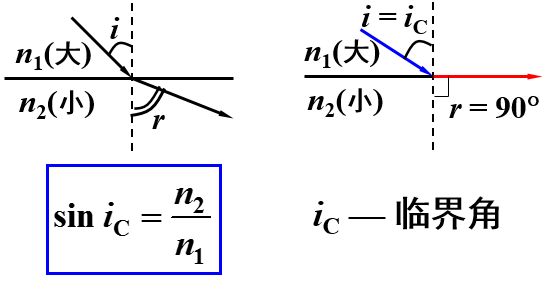 i
n₁(大)
n₂(小)
r
i = i_C
n₁(大)
n₂(小)
r = 90°
sin i_C = n₂/n₁
i_C — 临界角